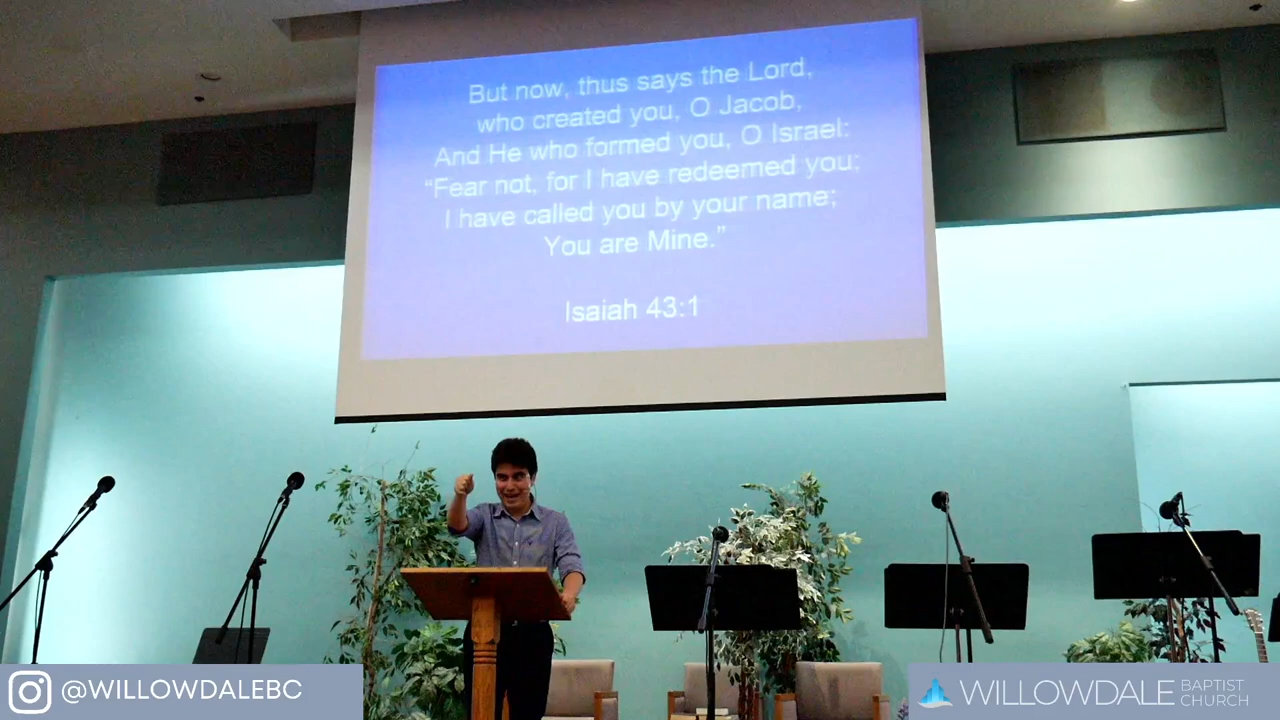 But now, thus says the Lord,
who created you, O Jacob,
And He who formed you, O Israel:
“Fear not, for I have redeemed you;
I have called you by your name;
You are Mine.”
Isaiah 43:1
@WILLOWDALEBC
WILLOWDALE BAPTIST CHURCH